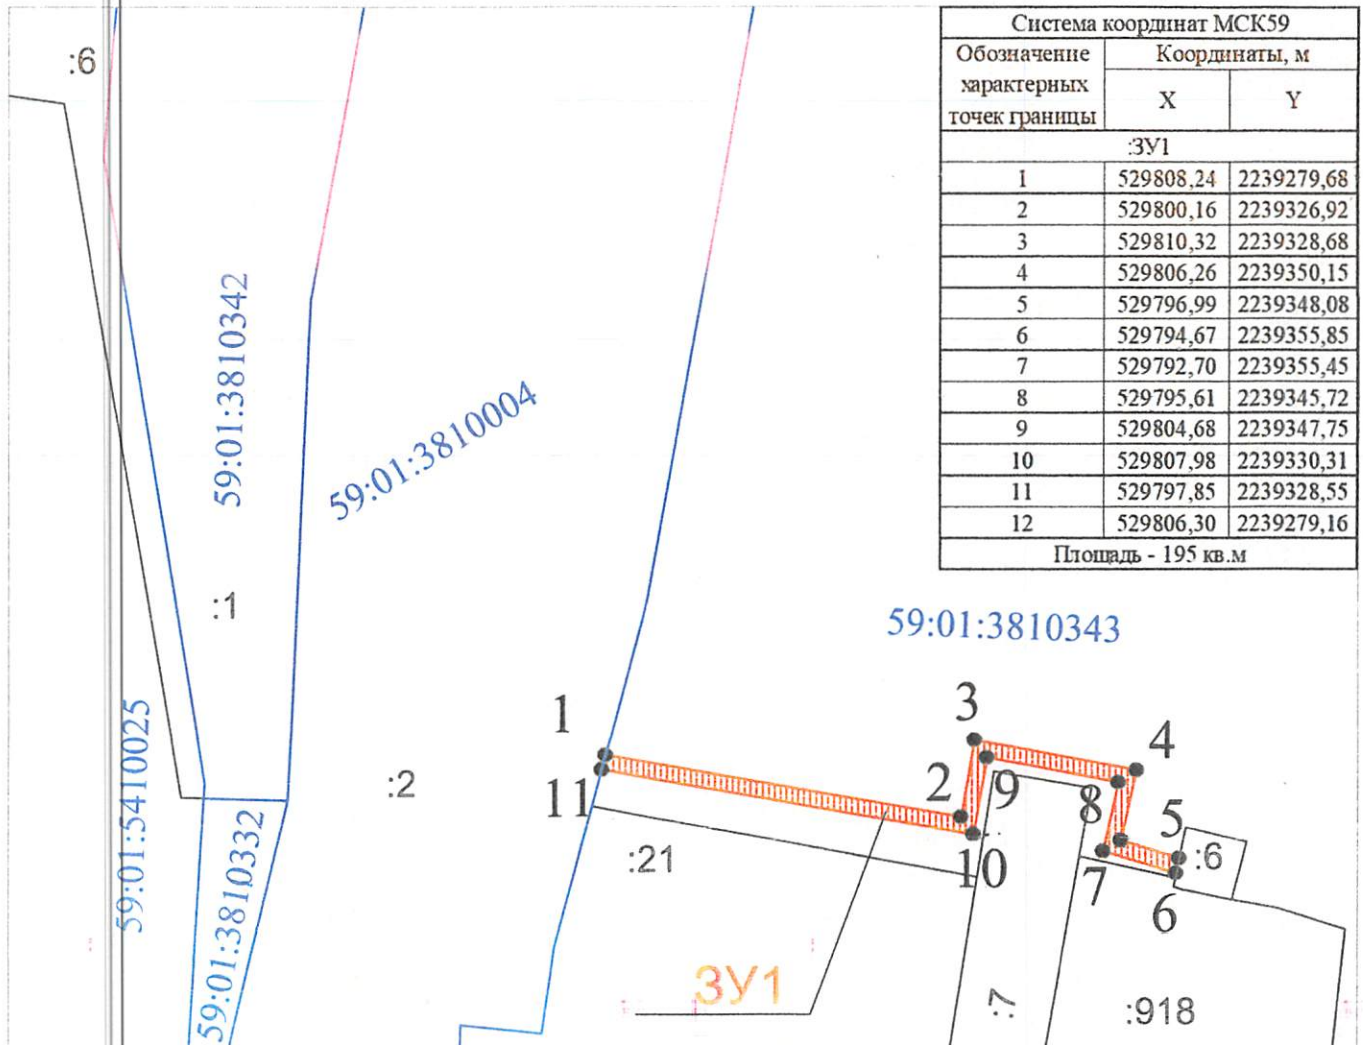 Система координат МСК59
Обозначение характерных точек границы Координаты, м
X Y
:ЗУ1
1 529808,24 2239279,68
2 529800,16 2239326,92
3 529810,32 2239328,68
4 529806,26 2239350,15
5 529796,99 2239348,08
6 529794,67 2239355,85
7 529792,70 2239355,45
8 529795,61 2239345,72
9 529804,68 2239347,75
10 529807,98 2239330,31
11 529797,85 2239328,55
12 529806,30 2239279,16
Площадь - 195 кв.м
:6
59:01:3810342
59:01:3810004
:1
59:01:3810343
59:01:5410025
:2
1
11
3
4
2
9
8
5
:6
10
7
6
:21
59:01:3810332
ЗУ1
:7
:918